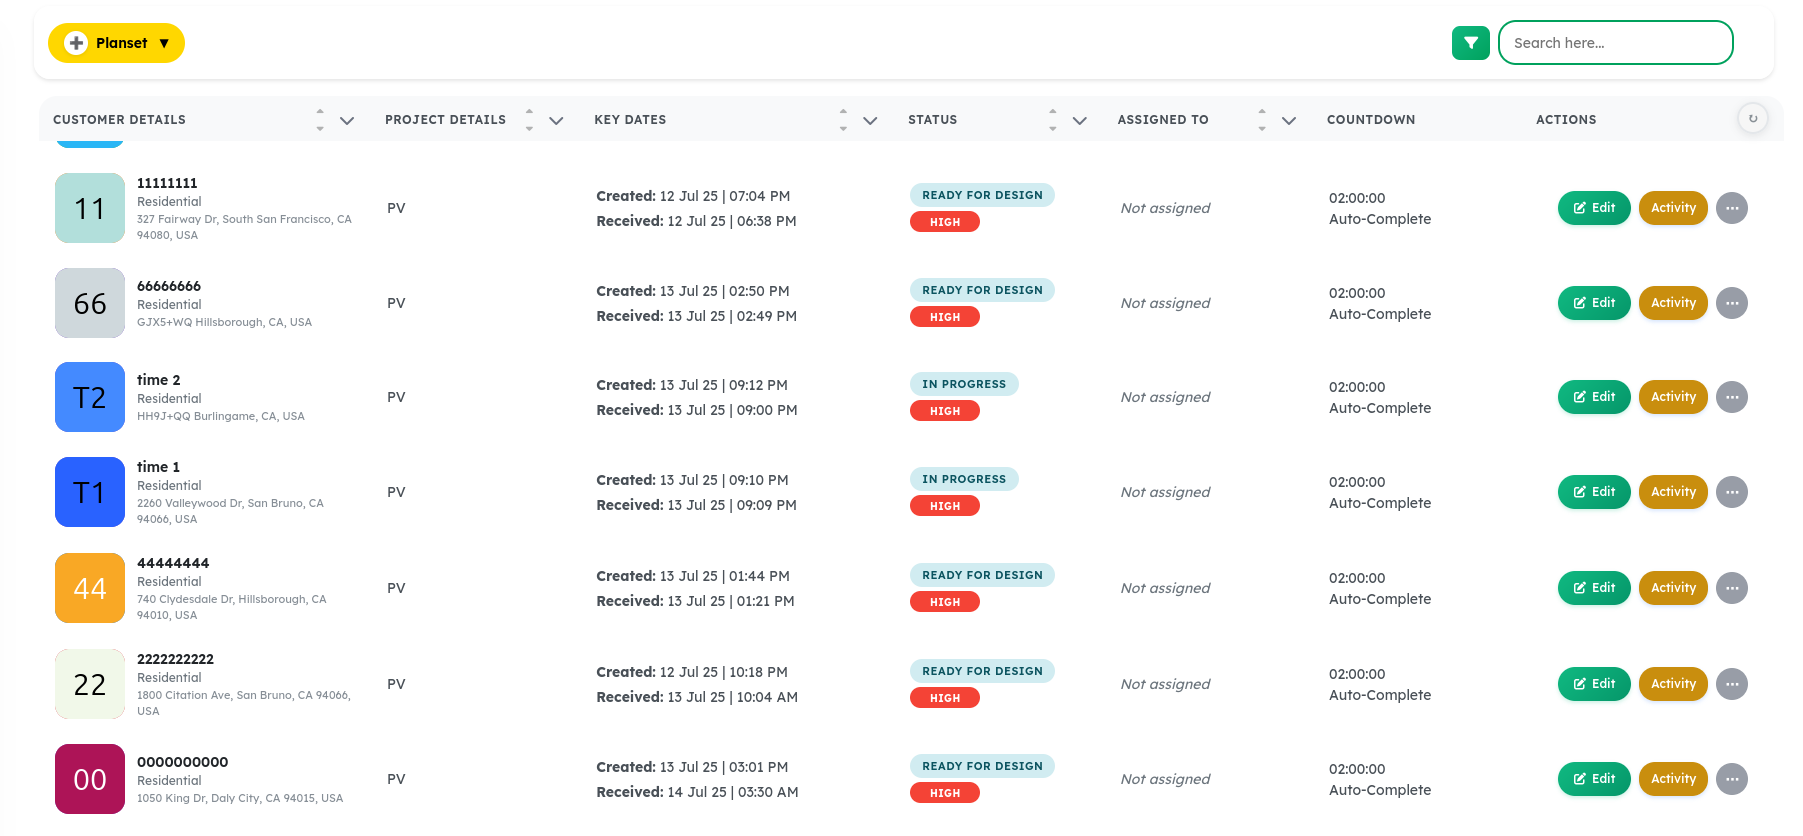 Planset ▼
Search here...
CUSTOMER DETAILS PROJECT DETAILS KEY DATES STATUS ASSIGNED TO COUNTDOWN ACTIONS
11
11111111
Residential
327 Fairway Dr, South San Francisco, CA
94080, USA
PV
Created: 12 Jul 25 | 07:04 PM
Received: 12 Jul 25 | 06:38 PM
READY FOR DESIGN
HIGH
Not assigned
02:00:00
Auto-Complete
Edit Activity ...
66
66666666
Residential
GJX5+WQ Hillsborough, CA, USA
PV
Created: 13 Jul 25 | 02:50 PM
Received: 13 Jul 25 | 02:49 PM
READY FOR DESIGN
HIGH
Not assigned
02:00:00
Auto-Complete
Edit Activity ...
T2
time 2
Residential
HH9J+QQ Burlingame, CA, USA
PV
Created: 13 Jul 25 | 09:12 PM
Received: 13 Jul 25 | 09:00 PM
IN PROGRESS
HIGH
Not assigned
02:00:00
Auto-Complete
Edit Activity ...
T1
time 1
Residential
2260 Valleywood Dr, San Bruno, CA
94066, USA
PV
Created: 13 Jul 25 | 09:10 PM
Received: 13 Jul 25 | 09:09 PM
IN PROGRESS
HIGH
Not assigned
02:00:00
Auto-Complete
Edit Activity ...
44
44444444
Residential
740 Clydesdale Dr, Hillsborough, CA
94010, USA
PV
Created: 13 Jul 25 | 01:44 PM
Received: 13 Jul 25 | 01:21 PM
READY FOR DESIGN
HIGH
Not assigned
02:00:00
Auto-Complete
Edit Activity ...
22
2222222222
Residential
1800 Citation Ave, San Bruno, CA 94066,
USA
PV
Created: 12 Jul 25 | 10:18 PM
Received: 13 Jul 25 | 10:04 AM
READY FOR DESIGN
HIGH
Not assigned
02:00:00
Auto-Complete
Edit Activity ...
00
0000000000
Residential
1050 King Dr, Daly City, CA 94015, USA
PV
Created: 13 Jul 25 | 03:01 PM
Received: 14 Jul 25 | 03:30 AM
READY FOR DESIGN
HIGH
Not assigned
02:00:00
Auto-Complete
Edit Activity ...